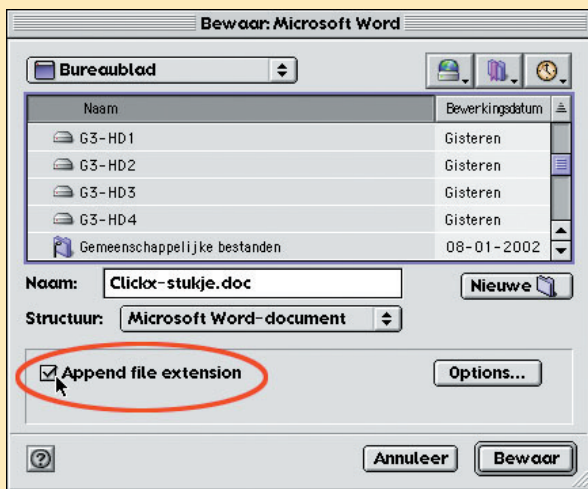 Bewaar: Microsoft Word
Bureaublad
Naam Bewerkingsdatum
G3-HD1 Gisteren
G3-HD2 Gisteren
G3-HD3 Gisteren
G3-HD4 Gisteren
Gemeenschappelijke bestanden 08-01-2002
Naam: Clickx-stukje.doc Nieuwe
Structuur: Microsoft Word-document
Append file extension Options...
Annuleer Bewaar